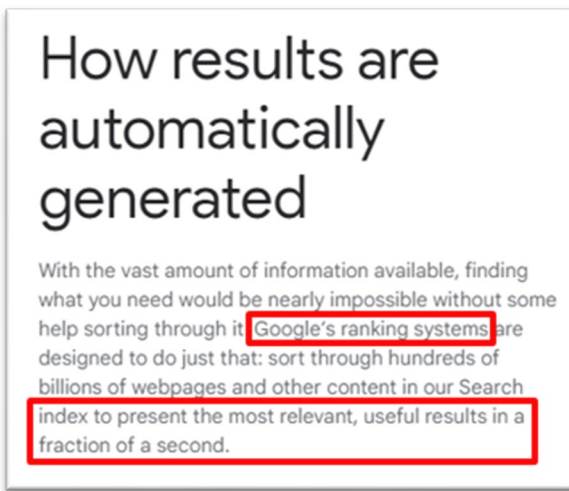 How results are
automatically
generated
With the vast amount of information available, finding
what you need would be nearly impossible without some
help sorting through it. Google's ranking systems are
designed to do just that: sort through hundreds of
billions of webpages and other content in our Search
index to present the most relevant, useful results in a
fraction of a second.